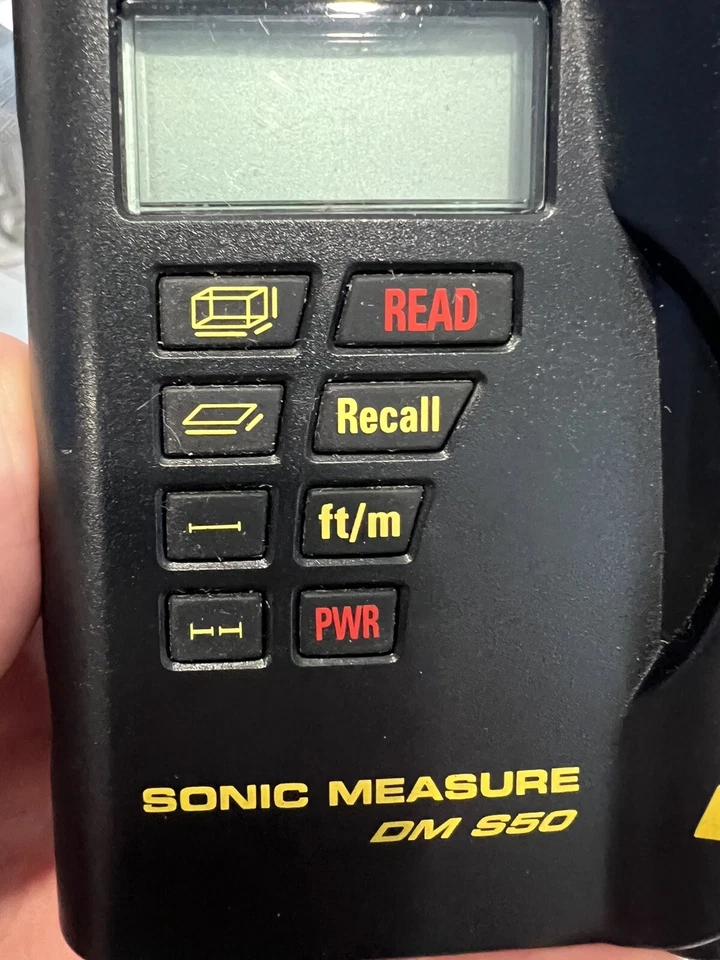 READ
Recall
ft/m
PWR
SONIC MEASURE
DM S50